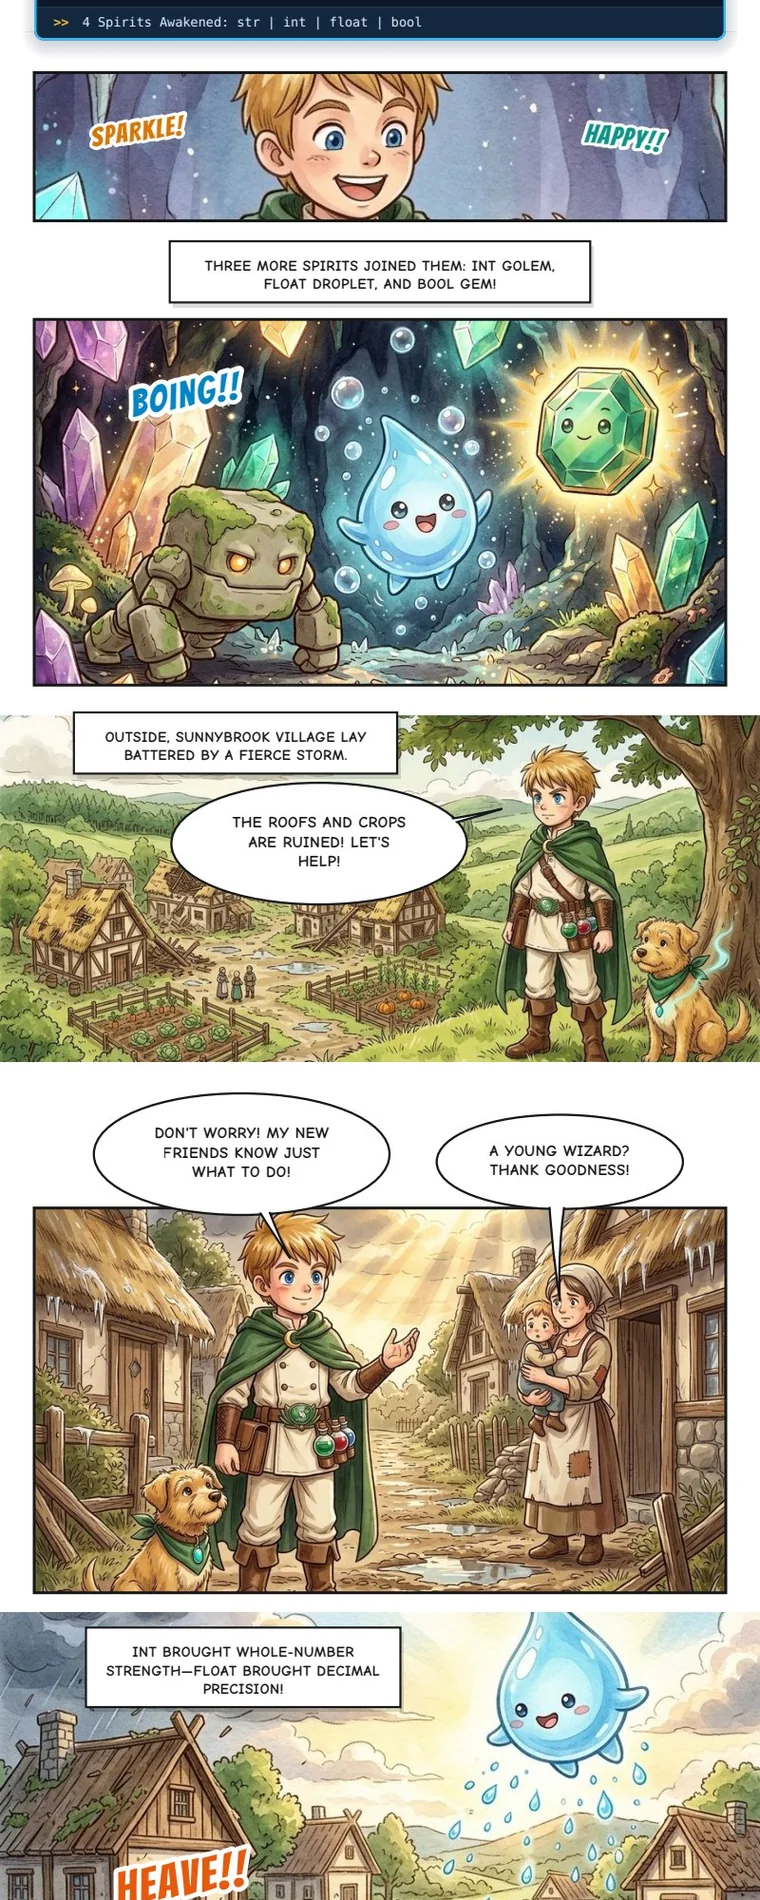 >> 4 Spirits Awakened: str | int | float | bool
SPARKLE!
HAPPY!!
THREE MORE SPIRITS JOINED THEM: INT GOLEM,
FLOAT DROPLET, AND BOOL GEM!
BOING!!
OUTSIDE, SUNNYBROOK VILLAGE LAY
BATTERED BY A FIERCE STORM.
THE ROOFS AND CROPS
ARE RUINED! LET'S
HELP!
DON'T WORRY! MY NEW
FRIENDS KNOW JUST
WHAT TO DO!
A YOUNG WIZARD?
THANK GOODNESS!
INT BROUGHT WHOLE-NUMBER
STRENGTH—FLOAT BROUGHT DECIMAL
PRECISION!
HEAVE!!